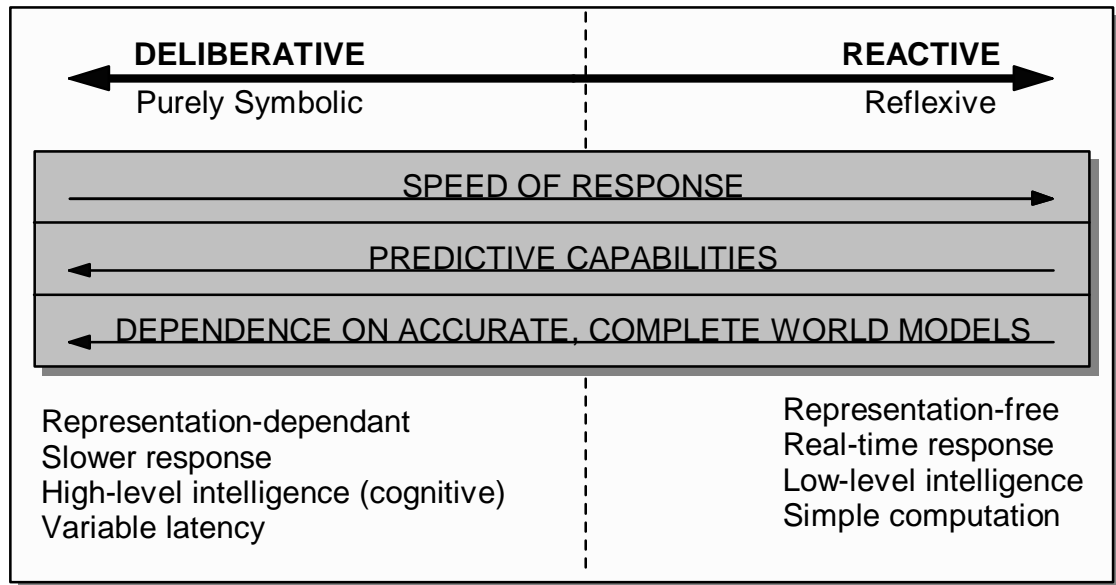 DELIBERATIVE
REACTIVE
Purely Symbolic
Reflexive
SPEED OF RESPONSE
PREDICTIVE CAPABILITIES
DEPENDENCE ON ACCURATE, COMPLETE WORLD MODELS
Representation-dependant
Slower response
High-level intelligence (cognitive)
Variable latency
Representation-free
Real-time response
Low-level intelligence
Simple computation